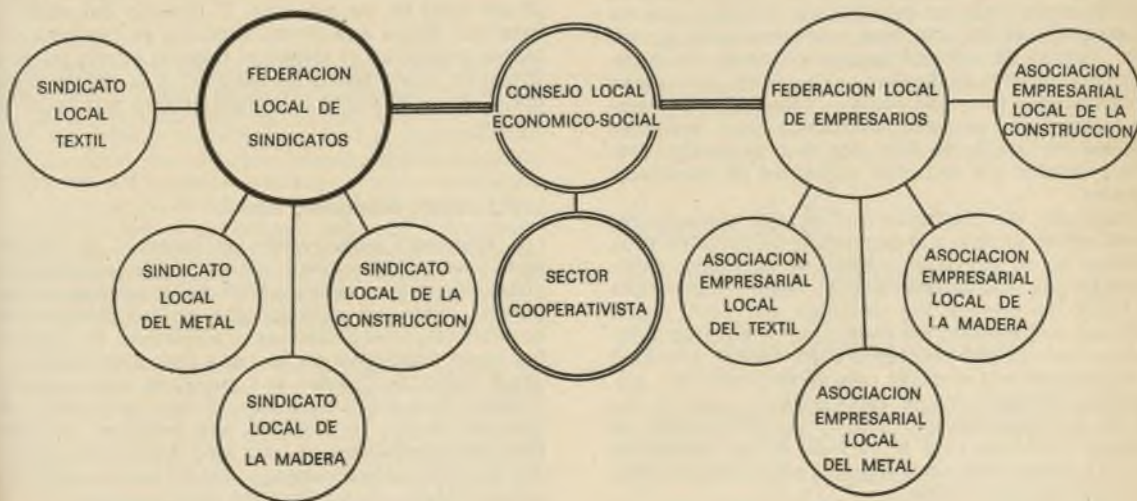 SINDICATO
LOCAL
TEXTIL
FEDERACION
LOCAL DE
SINDICATOS
CONSEJO LOCAL
ECONOMICO-SOCIAL
FEDERACION LOCAL
DE EMPRESARIOS
ASOCIACION
EMPRESARIAL
LOCAL DE LA
CONSTRUCCION
SINDICATO
LOCAL
DEL METAL
SINDICATO
LOCAL DE LA
CONSTRUCCION
SECTOR
COOPERATIVISTA
ASOCIACION
EMPRESARIAL
LOCAL
DEL TEXTIL
ASOCIACION
EMPRESARIAL
LOCAL DE
LA MADERA
SINDICATO
LOCAL DE
LA MADERA
ASOCIACION
EMPRESARIAL
LOCAL
DEL METAL